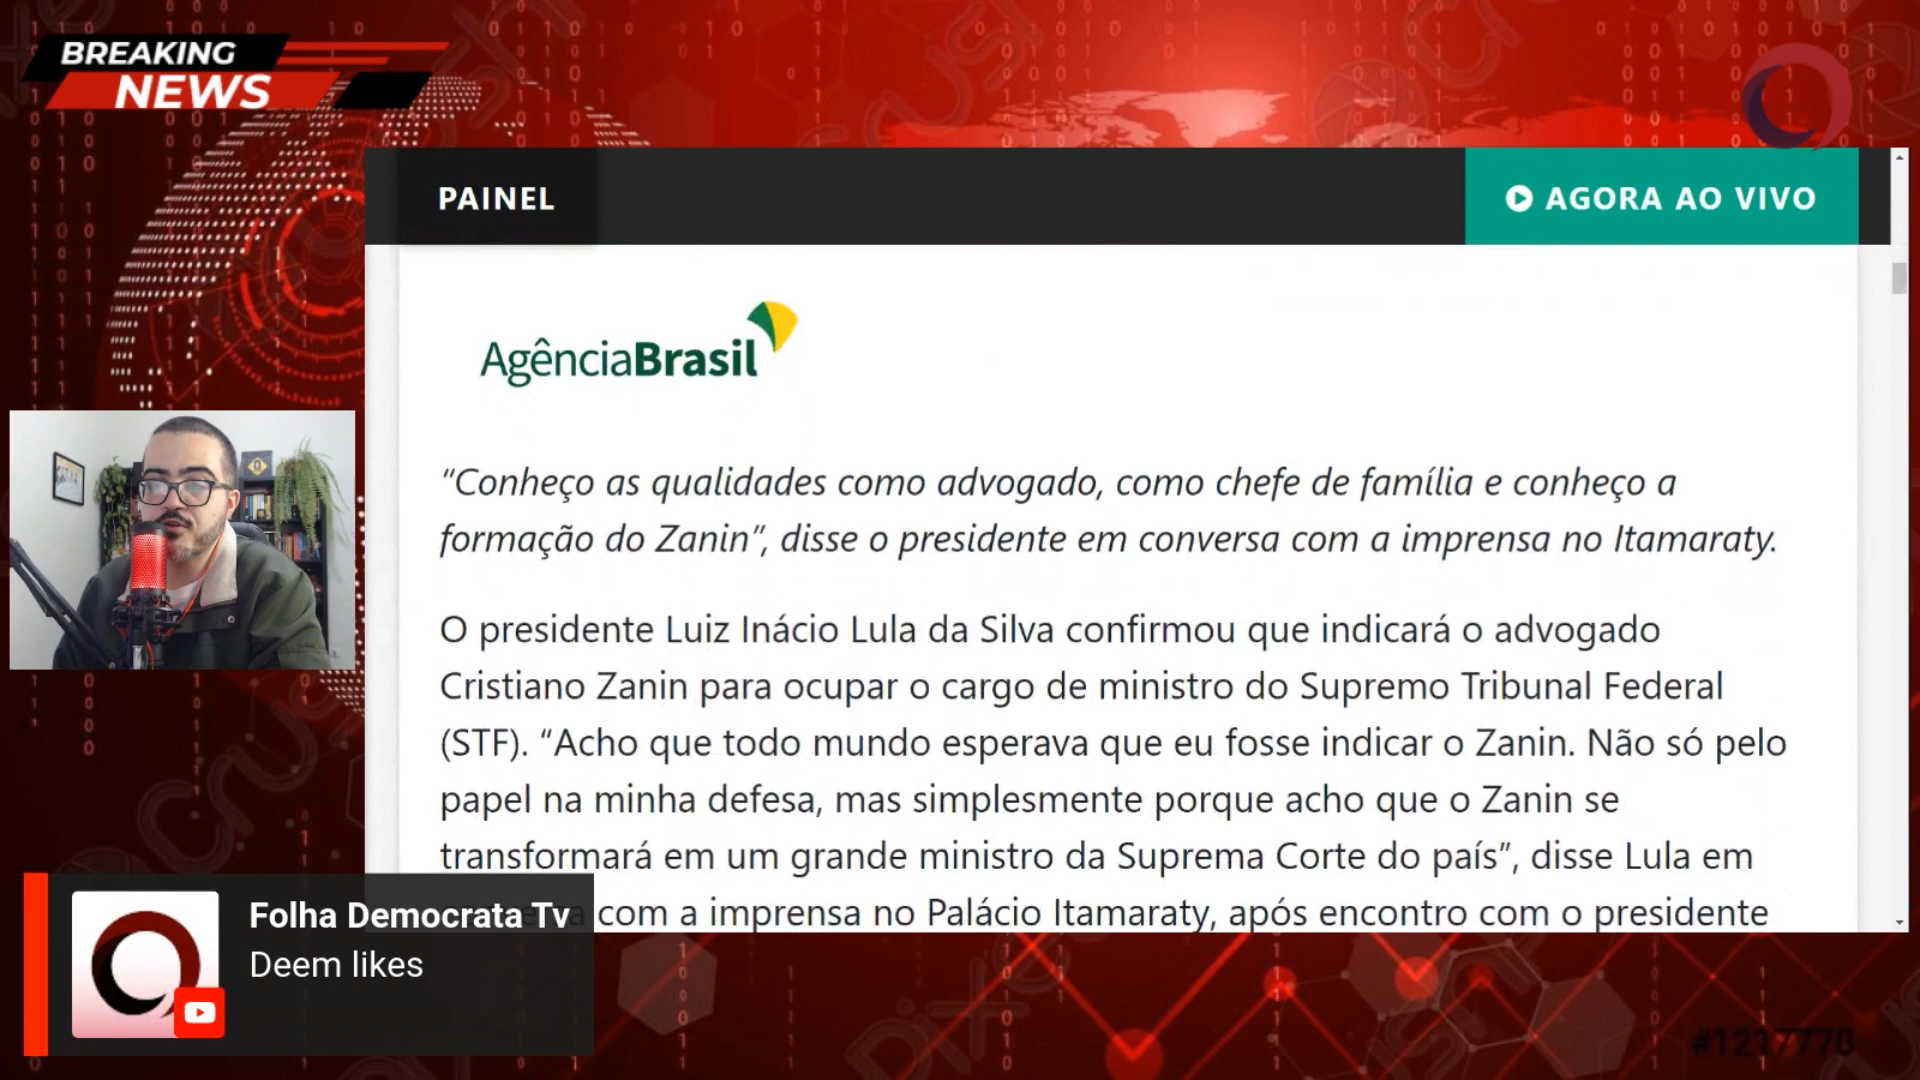 BREAKING
NEWS
PAINEL
AGORA AO VIVO
AgênciaBrasil
“Conheço as qualidades como advogado, como chefe de família e conheço a
formação do Zanin”, disse o presidente em conversa com a imprensa no Itamaraty.
O presidente Luiz Inácio Lula da Silva confirmou que indicará o advogado
Cristiano Zanin para ocupar o cargo de ministro do Supremo Tribunal Federal
(STF). “Acho que todo mundo esperava que eu fosse indicar o Zanin. Não só pelo
papel na minha defesa, mas simplesmente porque acho que o Zanin se
transformará em um grande ministro da Suprema Corte do país”, disse Lula em
com a imprensa no Palácio Itamaraty, após encontro com o presidente
Folha Democrata Tv
Deem likes